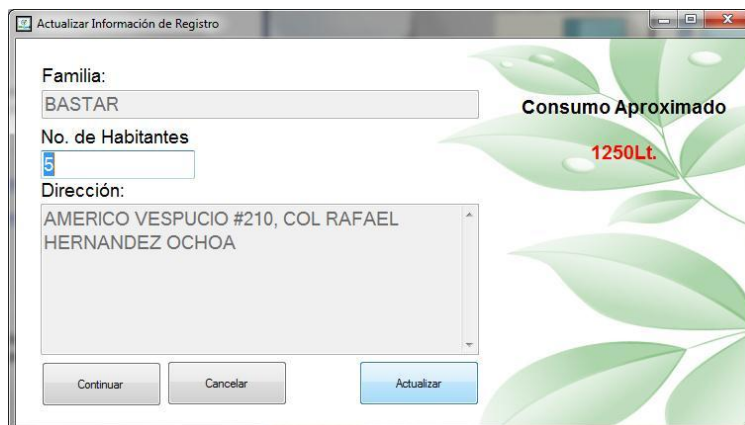 Actualizar Información de Registro
Familia:
BASTAR
Consumo Aproximado
1250Lt.
No. de Habitantes
5
Dirección:
AMERICO VESPUCIO #210, COL RAFAEL
HERNANDEZ OCHOA
Continuar
Cancelar
Actualizar